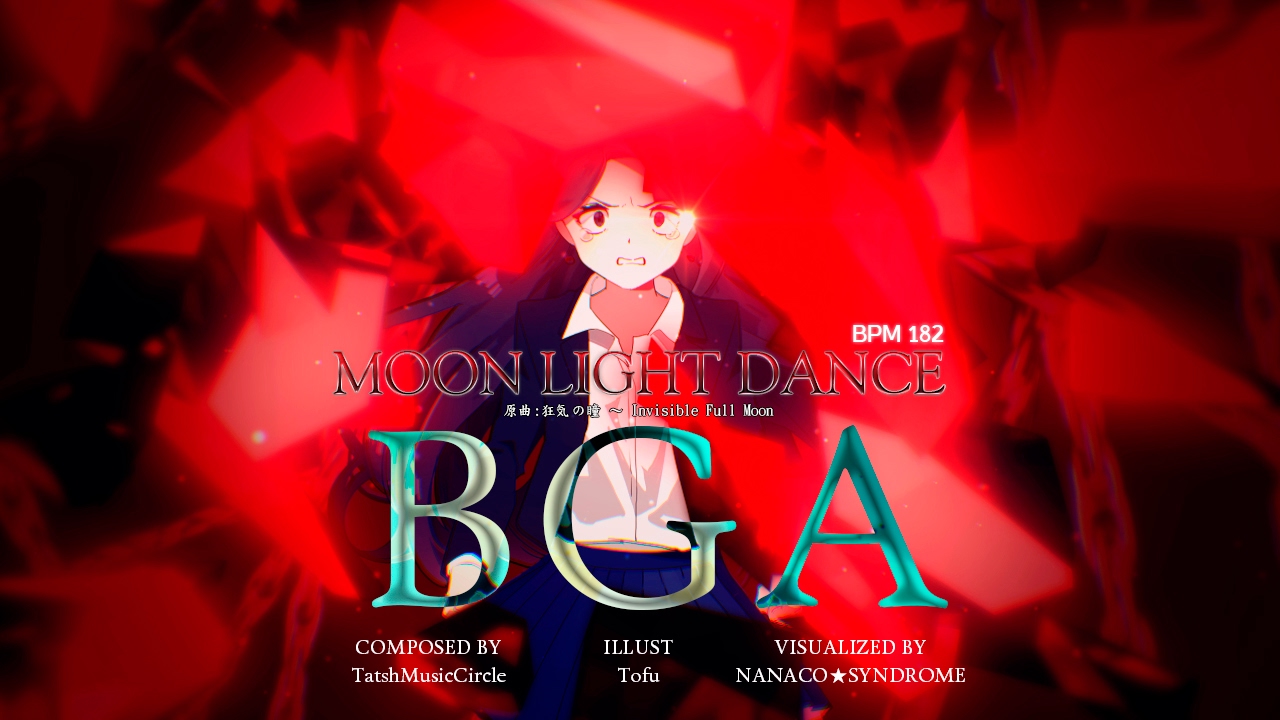 BPM 182
MOON LIGHT DANCE
原曲:狂気の瞳 ～ Invisible Full Moon
BGA
COMPOSED BY
TatshMusicCircle
ILLUST
Tofu
VISUALIZED BY
NANACO★SYNDROME